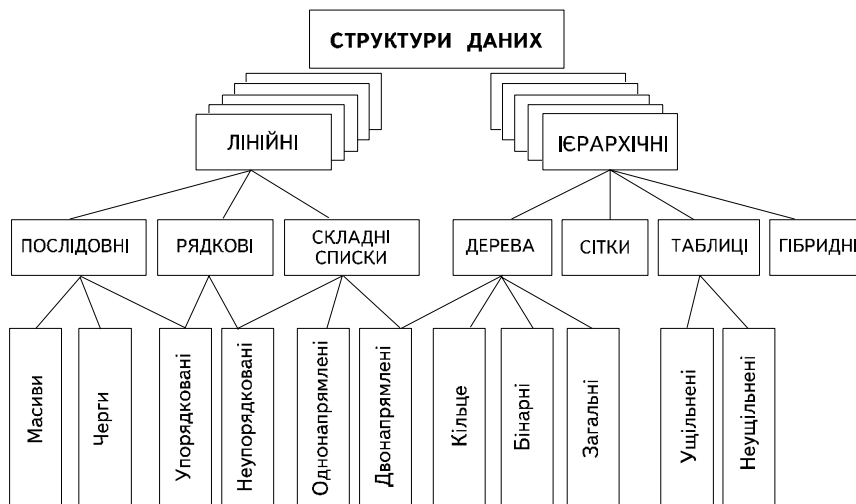 СТРУКТУРИ ДАНИХ
ЛІНІЙНІ
ІЄРАРХІЧНІ
ПОСЛІДОВНІ
РЯДКОВІ
СКЛАДНІ
СПИСКИ
ДЕРЕВА
СІТКИ
ТАБЛИЦІ
ГІБРИДНІ
Масиви
Черги
Упорядковані
Неупорядковані
Однонапрямлені
Двонапрямлені
Кільце
Бінарні
Загальні
Ущільнені
Неущільнені